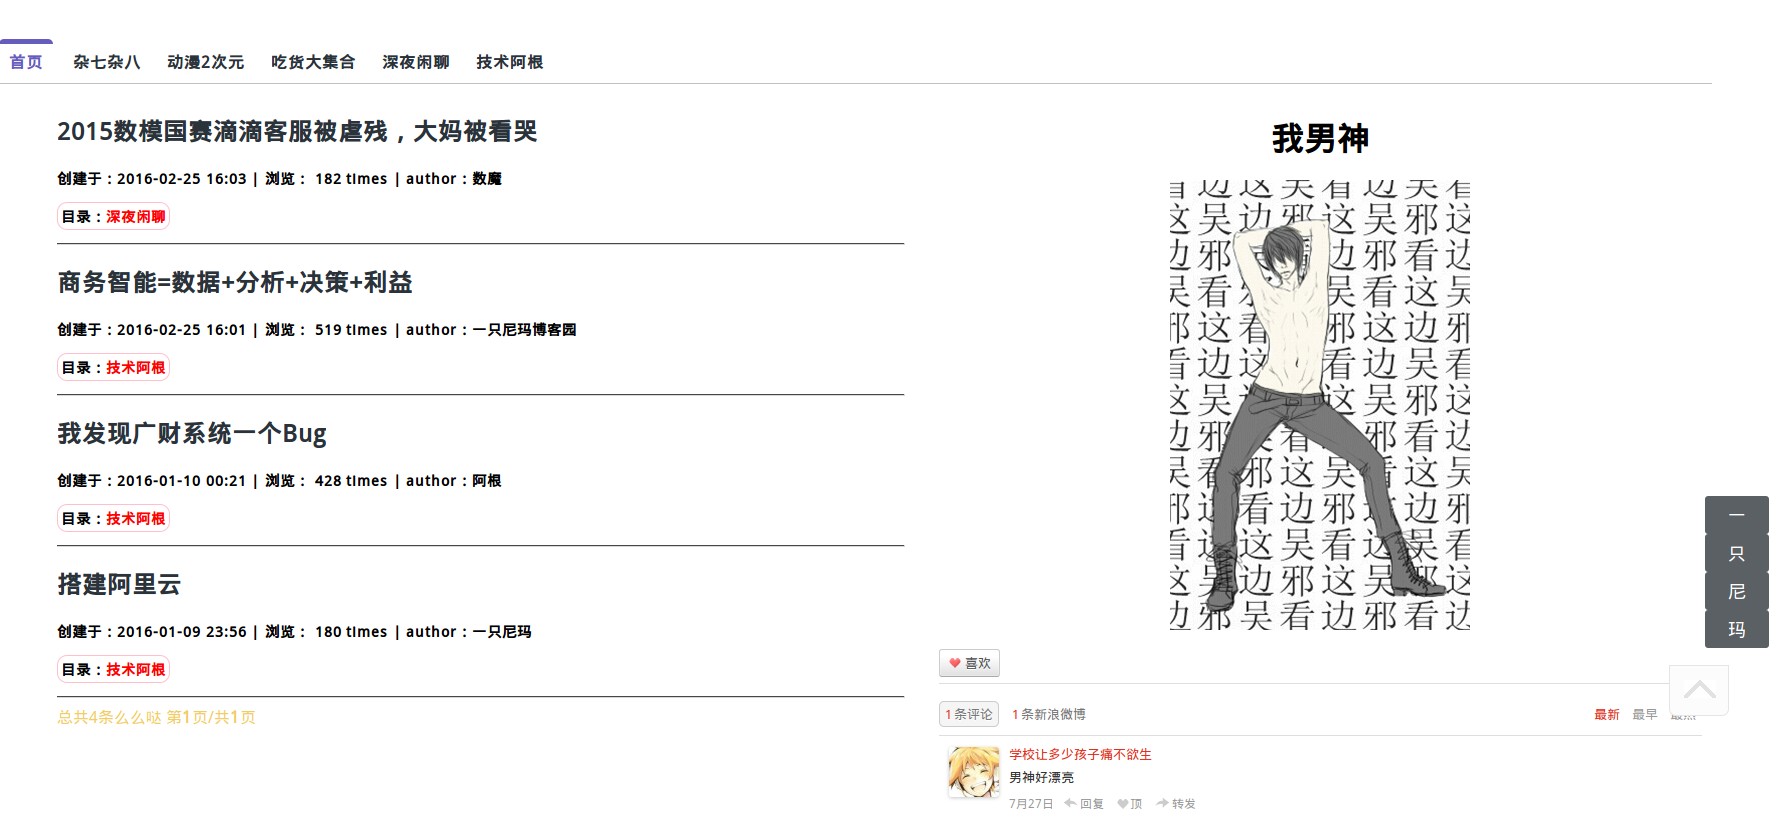 首页 杂七杂八 动漫2次元 吃货大集合 深夜闲聊 技术阿根
2015数模国赛滴滴客服被虐残，大妈被看哭
创建于：2016-02-25 16:03 | 浏览： 182 times | author：数魔
目录：深夜闲聊
商务智能=数据+分析+决策+利益
创建于：2016-02-25 16:01 | 浏览： 519 times | author：一只尼玛博客园
目录：技术阿根
我发现广财系统一个Bug
创建于：2016-01-10 00:21 | 浏览： 428 times | author：阿根
目录：技术阿根
搭建阿里云
创建于：2016-01-09 23:56 | 浏览： 180 times | author：一只尼玛
目录：技术阿根
总共4条么么哒 第1页/共1页
我男神
喜欢
1条评论 1条新浪微博 最新 最早
学校让多少孩子痛不欲生
男神好漂亮
7月27日 回复 顶 转发
一
只
尼
玛